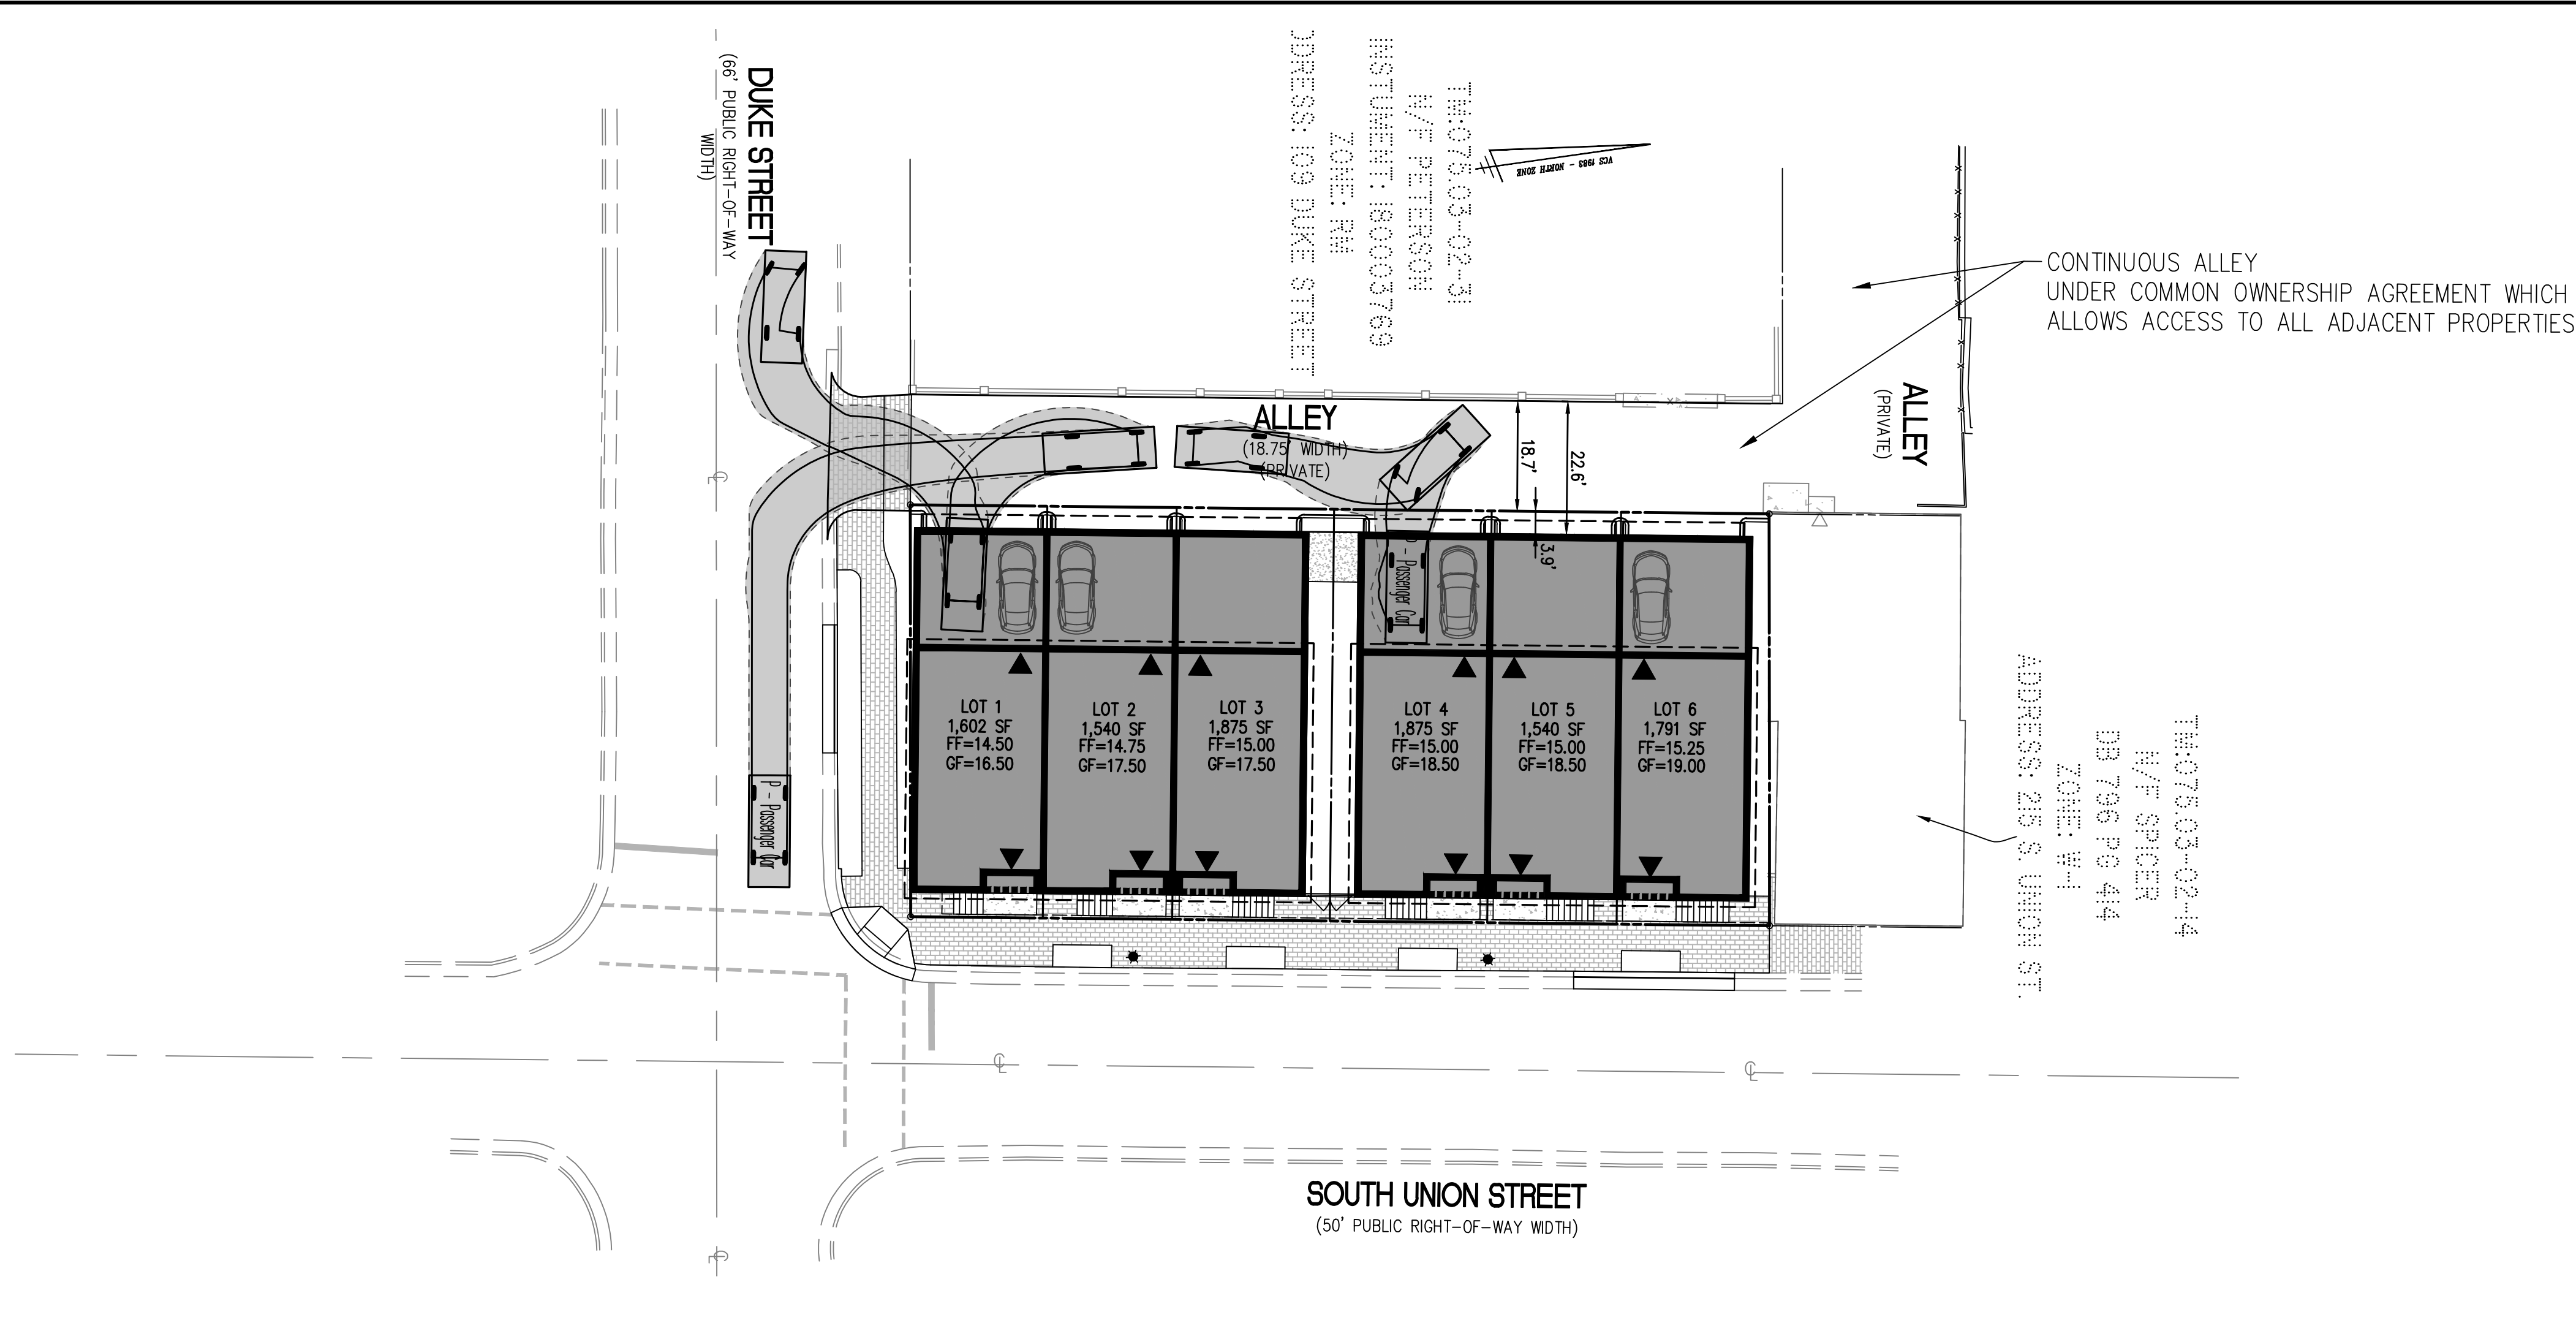 DUKE STREET
(66' PUBLIC RIGHT-OF-WAY
WIDTH)
TM:075.03-02-31
N/F PETERSON
INSTUMENT: 180003769
ZONE: RM
DDRESS: 109 DUKE STREET
VCS 1983 - NORTH ZONE
CONTINUOUS ALLEY
UNDER COMMON OWNERSHIP AGREEMENT WHICH
ALLOWS ACCESS TO ALL ADJACENT PROPERTIES
ALLEY
(PRIVATE)
ALLEY
(18.75' WIDTH)
(PRIVATE)
18.7'
22.6'
3.9'
P - Passenger Car
P - Passenger Car
LOT 1
1,602 SF
FF=14.50
GF=16.50
LOT 2
1,540 SF
FF=14.75
GF=17.50
LOT 3
1,875 SF
FF=15.00
GF=17.50
LOT 4
1,875 SF
FF=15.00
GF=18.50
LOT 5
1,540 SF
FF=15.00
GF=18.50
LOT 6
1,791 SF
FF=15.25
GF=19.00
TM:075.03-02-14
N/F SPICER
DB 796 PG 414
ZONE: W-1
ADDRESS: 215 S. UNION ST.
CL
CL
CL
CL
SOUTH UNION STREET
(50' PUBLIC RIGHT-OF-WAY WIDTH)